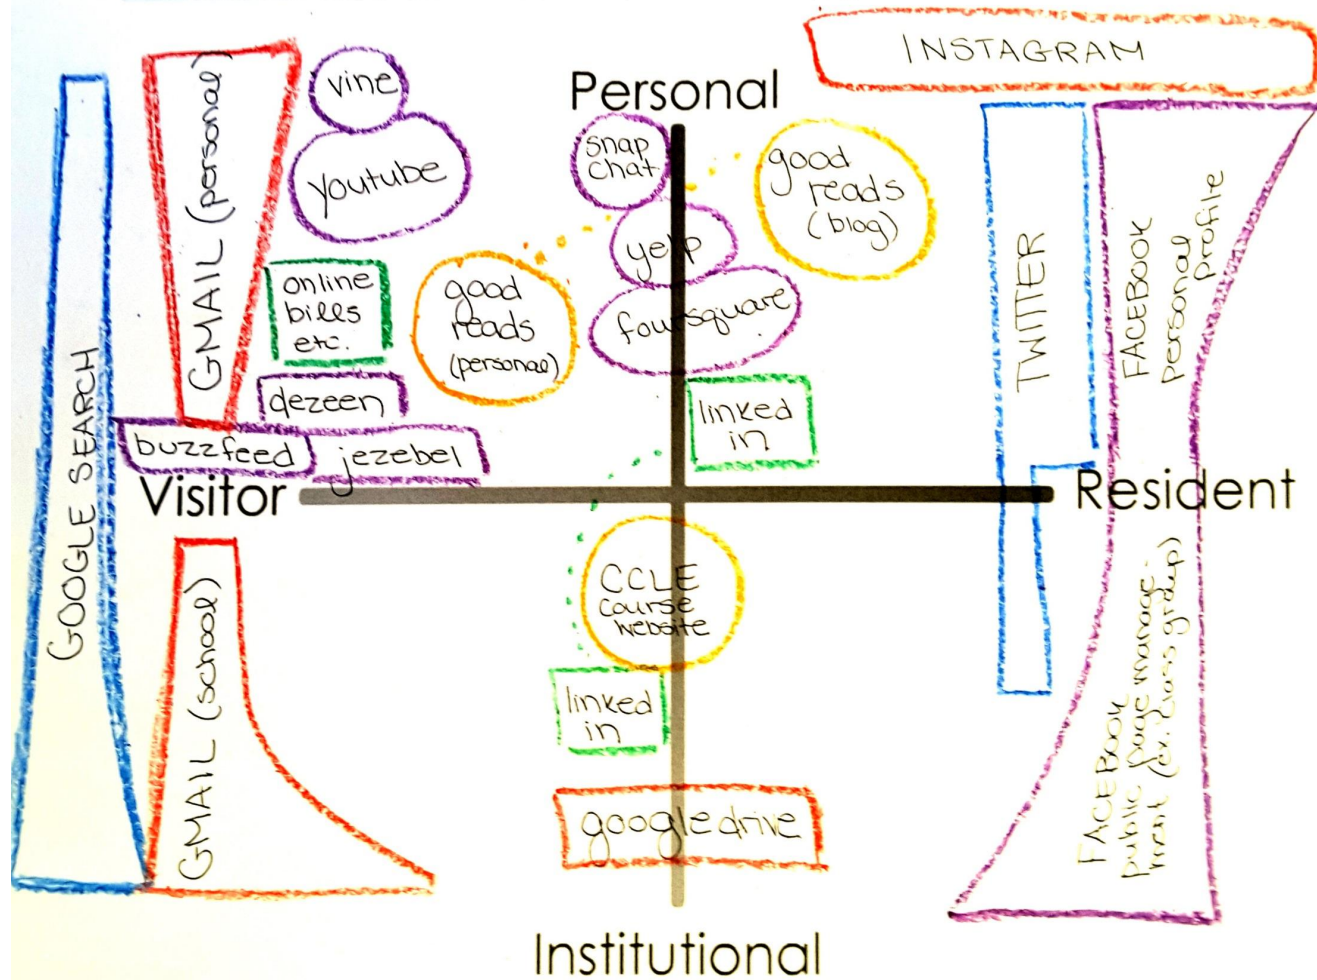 INSTAGRAM
Personal
GMAIL (personal)
vine
youtube
snap
chat
good
reads
(blog)
yelp
online
bills
etc.
good
reads
(personal)
foursquare
TWITTER
FACEBOOK
personal
profile
GOOGLE SEARCH
dezeen
linked
in
buzzfeed
jezebel
Visitor
Resident
GMAIL (school)
CCLE
course
website
linked
in
FACEBOOK
public page manage-
ment (ex. class group)
googledrive
Institutional